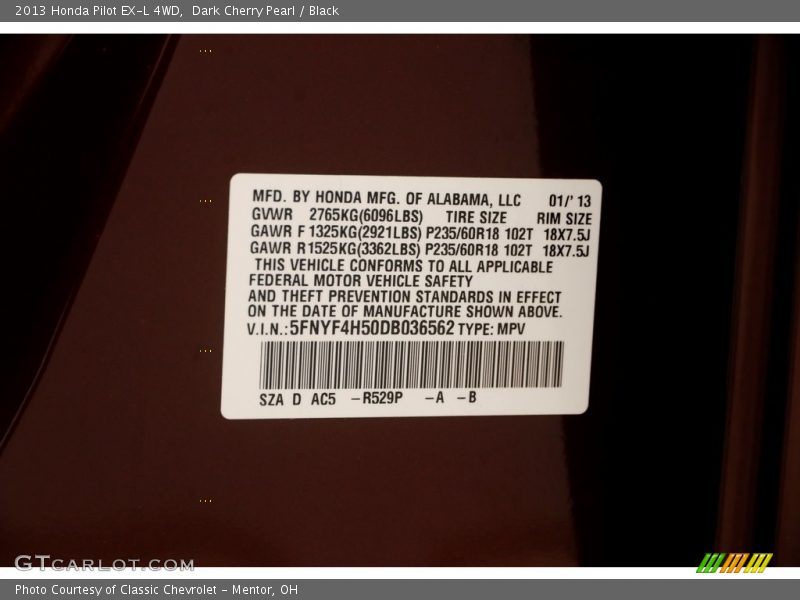 2013 Honda Pilot EX-L 4WD, Dark Cherry Pearl / Black
MFD. BY HONDA MFG. OF ALABAMA, LLC 01/'13
GVWR 2765KG(6096LBS) TIRE SIZE RIM SIZE
GAWR F 1325KG(2921LBS) P235/60R18 102T 18X7.5J
GAWR R 1525KG(3362LBS) P235/60R18 102T 18X7.5J
THIS VEHICLE CONFORMS TO ALL APPLICABLE
FEDERAL MOTOR VEHICLE SAFETY
AND THEFT PREVENTION STANDARDS IN EFFECT
ON THE DATE OF MANUFACTURE SHOWN ABOVE.
V.I.N.: 5FNYF4H50DB036562 TYPE: MPV
SZA D AC5 -R529P -A -B
GTCARLOT.COM
Photo Courtesy of Classic Chevrolet - Mentor, OH